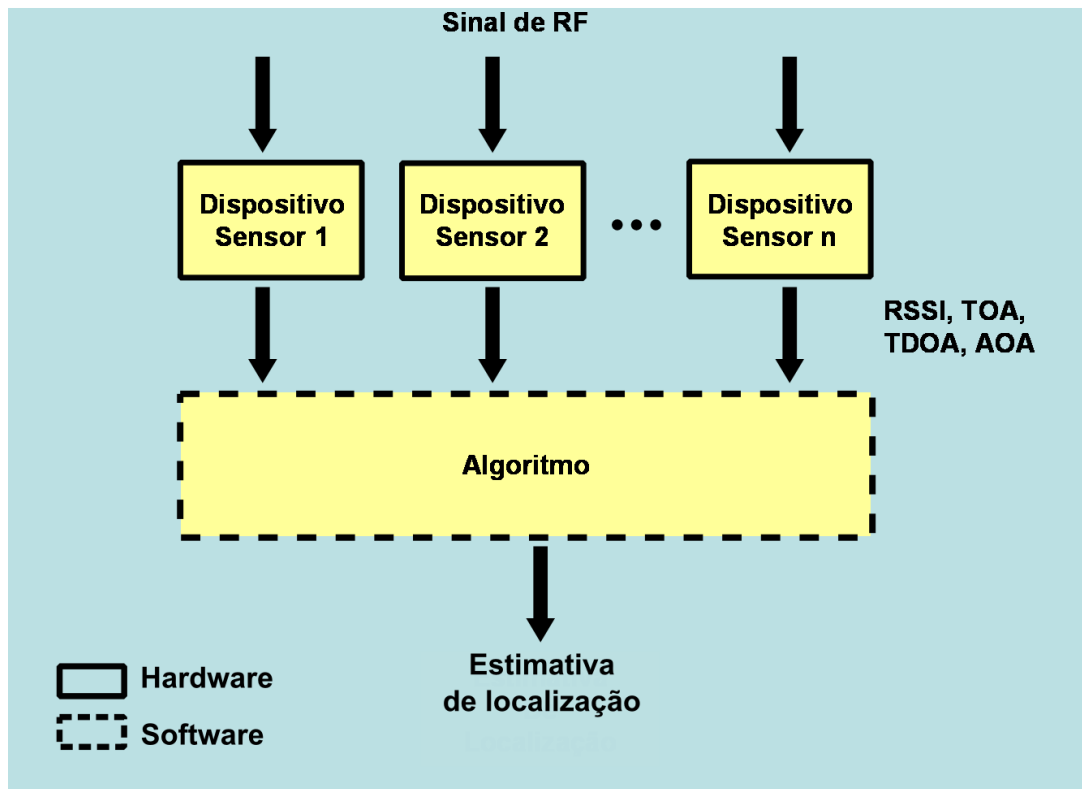 Sinal de RF
Dispositivo
Sensor 1
Dispositivo
Sensor 2
...
Dispositivo
Sensor n
RSSI, TOA,
TDOA, AOA
Algoritmo
Estimativa
de localização
Hardware
Software